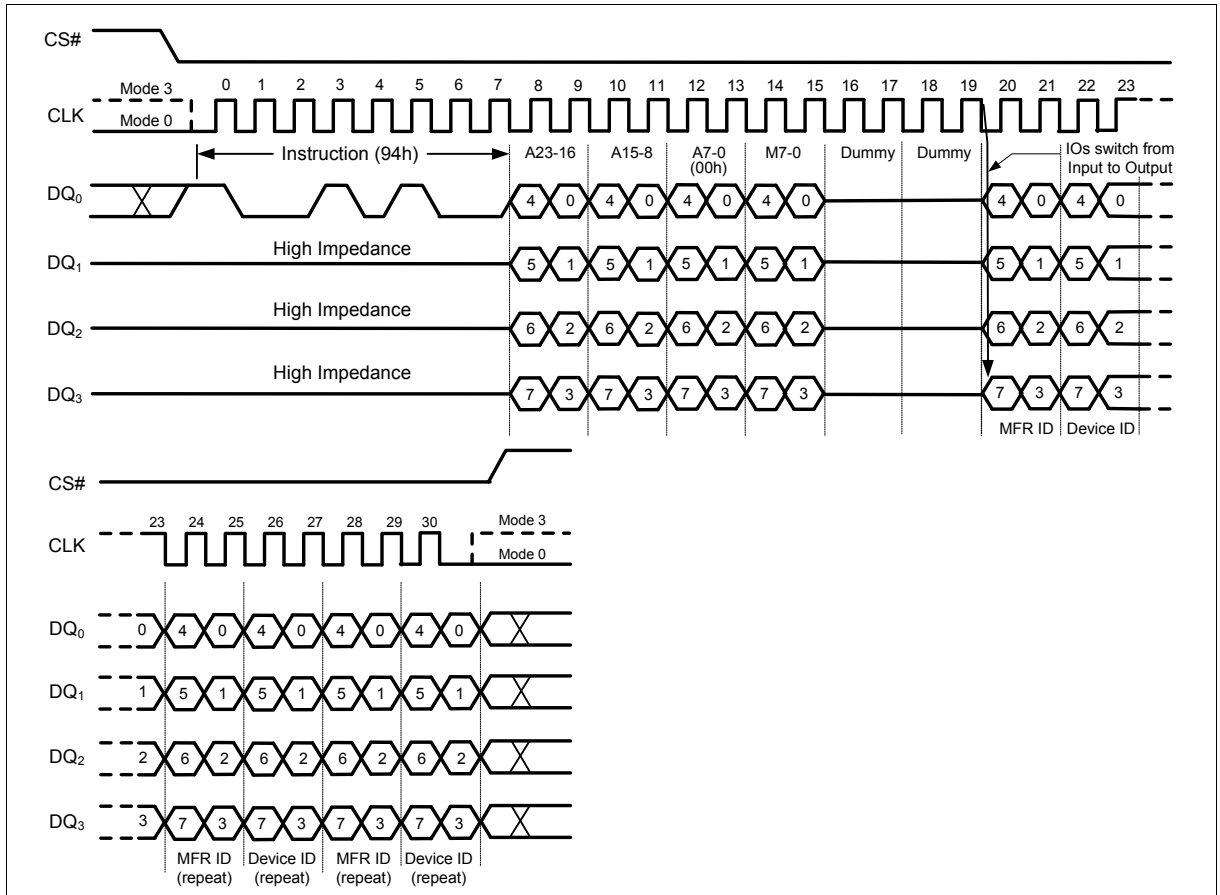 CS#
Mode 3
0 1 2 3 4 5 6 7 8 9 10 11 12 13 14 15 16 17 18 19 20 21 22 23
CLK
Mode 0
Instruction (94h) A23-16 A15-8 A7-0 M7-0 Dummy Dummy IOs switch from
(00h) Input to Output
DQ0 4 0 4 0 4 0 4 0 4 0 4 0
High Impedance
DQ1 5 1 5 1 5 1 5 1 5 1 5 1
High Impedance
DQ2 6 2 6 2 6 2 6 2 6 2 6 2
High Impedance
DQ3 7 3 7 3 7 3 7 3 7 3 7 3
MFR ID Device ID
CS#
23 24 25 26 27 28 29 30 Mode 3
CLK
Mode 0
DQ0 0 4 0 4 0 4 0 4 0
DQ1 1 5 1 5 1 5 1 5 1
DQ2 2 6 2 6 2 6 2 6 2
DQ3 3 7 3 7 3 7 3 7 3
MFR ID Device ID MFR ID Device ID
(repeat) (repeat) (repeat) (repeat)